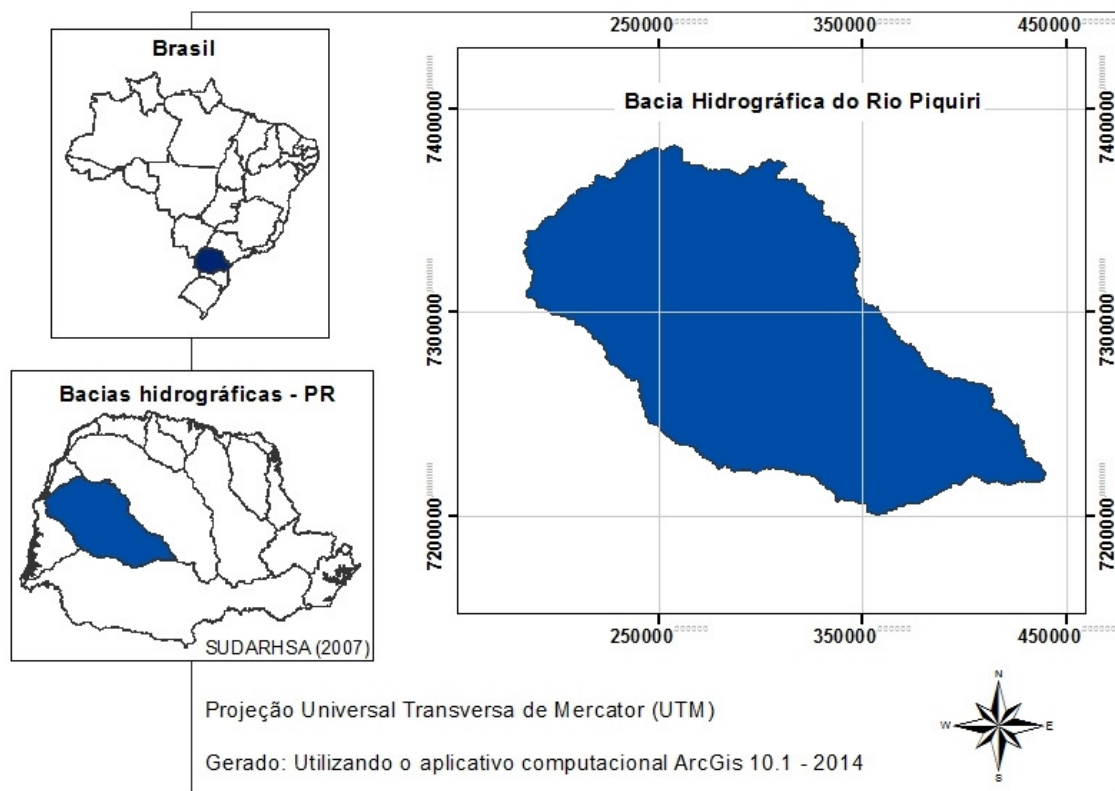 Brasil
Bacias hidrográficas - PR
SUDARHSA (2007)
250000 350000 450000
Bacia Hidrográfica do Rio Piquiri
7400000 7400000
7300000 7300000
7200000 7200000
250000 350000 450000
Projeção Universal Transversa de Mercator (UTM)
Gerado: Utilizando o aplicativo computacional ArcGis 10.1 - 2014
N
W E
S